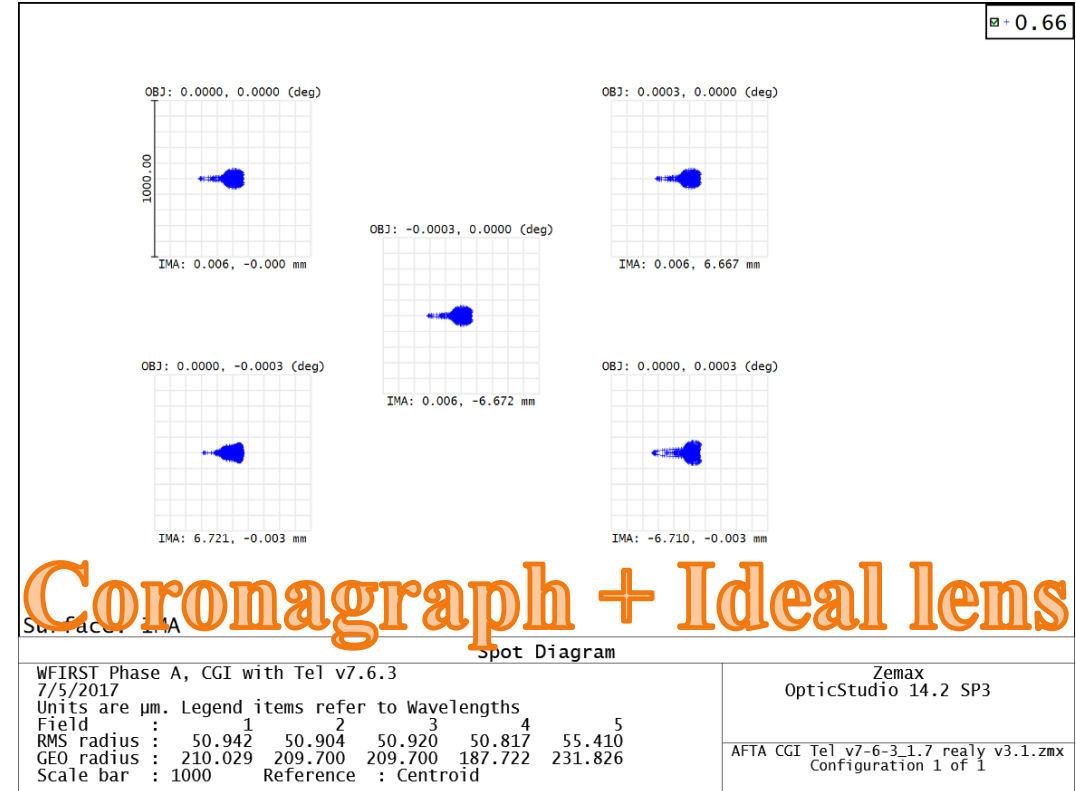 + 0.66
OBJ: 0.0000, 0.0000 (deg)
1000.00
IMA: 0.006, -0.000 mm
OBJ: 0.0003, 0.0000 (deg)
IMA: 0.006, 6.667 mm
OBJ: -0.0003, 0.0000 (deg)
IMA: 0.006, -6.672 mm
OBJ: 0.0000, -0.0003 (deg)
IMA: 6.721, -0.003 mm
OBJ: 0.0000, 0.0003 (deg)
IMA: -6.710, -0.003 mm
Coronagraph + Ideal lens
Surface: IMA
Spot Diagram
WFIRST Phase A, CGI with Tel v7.6.3
7/5/2017
Units are µm. Legend items refer to Wavelengths
Field : 1 2 3 4 5
RMS radius : 50.942 50.904 50.920 50.817 55.410
GEO radius : 210.029 209.700 209.700 187.722 231.826
Scale bar : 1000 Reference : Centroid
Zemax
OpticStudio 14.2 SP3
AFTA CGI Tel v7-6-3_1.7 realy v3.1.zmx
Configuration 1 of 1